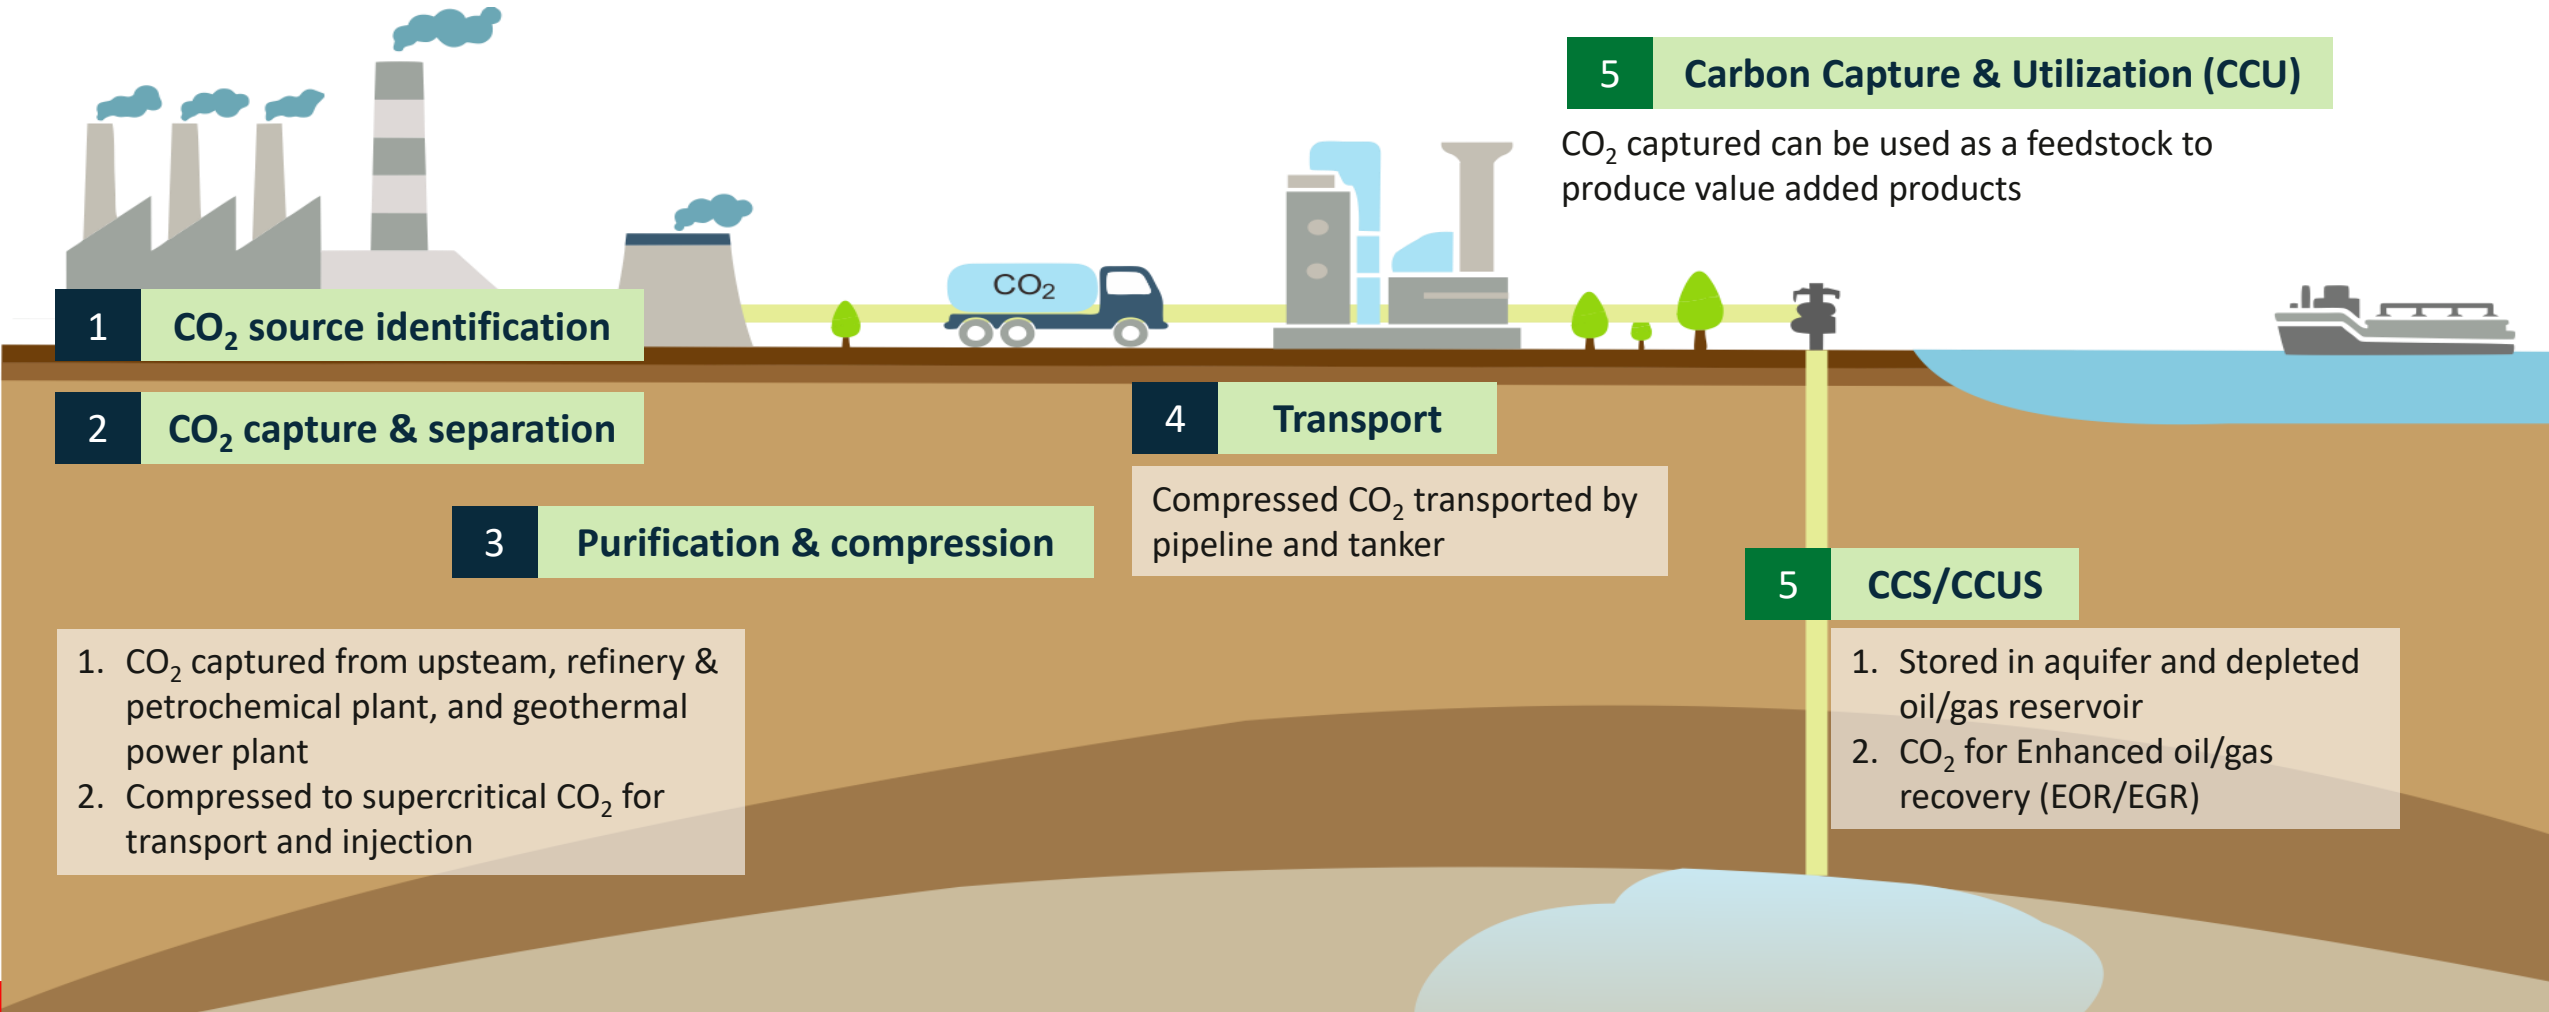 5 Carbon Capture & Utilization (CCU)
CO₂ captured can be used as a feedstock to
produce value added products
CO₂
1 CO₂ source identification
2 CO₂ capture & separation
3 Purification & compression
1. CO₂ captured from upsteam, refinery &
petrochemical plant, and geothermal
power plant
2. Compressed to supercritical CO₂ for
transport and injection
4 Transport
Compressed CO₂ transported by
pipeline and tanker
5 CCS/CCUS
1. Stored in aquifer and depleted
oil/gas reservoir
2. CO₂ for Enhanced oil/gas
recovery (EOR/EGR)